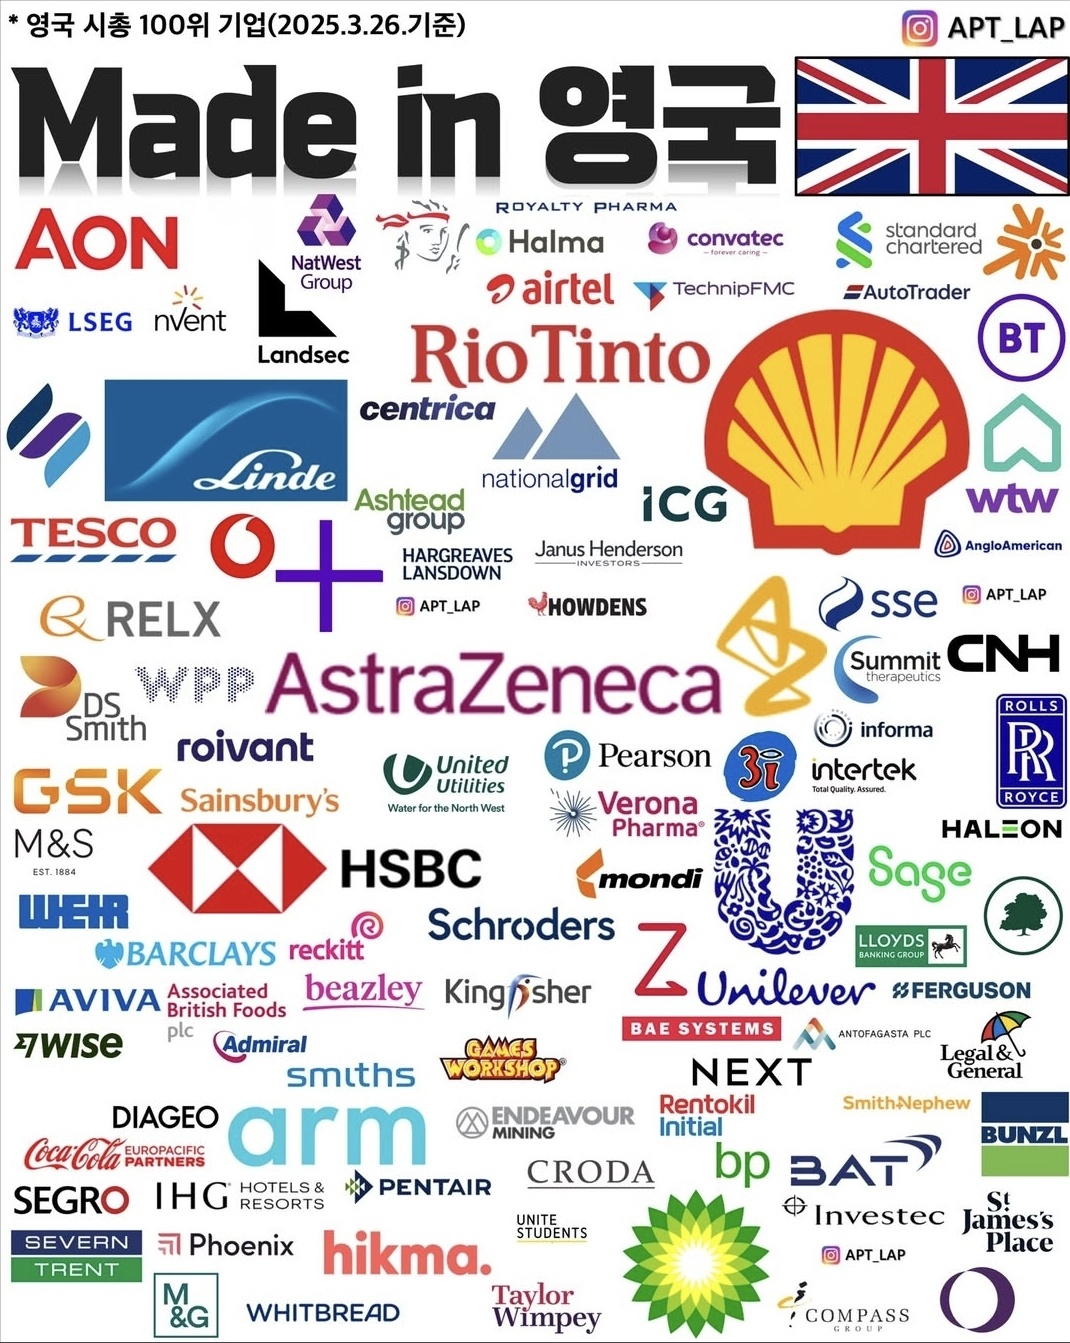 * 영국 시총 100위 기업(2025.3.26.기준)
APT_LAP
Made in 영국
AON
NatWest
Group
ROYALTY PHARMA
Halma
convatec
forever caring
standard
chartered
airtel
TechnipFMC
AutoTrader
LSEG
nvent
Landsec
Rio Tinto
BT
Linde
centrica
nationalgrid
Ashtead
group
ICG
wtw
TESCO
HARGREAVES
LANSDOWN
Janus Henderson
INVESTORS
AngloAmerican
APT_LAP
HOWDENS
sse
APT_LAP
RELX
DS
Smith
WPP
AstraZeneca
Summit
therapeutics
CNH
roivant
United
Utilities
Water for the North West
Pearson
3i
informa
intertek
Total Quality. Assured.
ROLLS
RR
ROYCE
GSK
Sainsbury's
Verona
Pharma®
HALEON
M&S
EST. 1884
HSBC
mondi
Sage
WEIR
Schroders
BARCLAYS
reckitt
LLOYDS
BANKING GROUP
AVIVA
Associated
British Foods
plc
beazley
Kingfisher
Z
Unilever
FERGUSON
7WISE
Admiral
GAMES
WORKSHOP®
BAE SYSTEMS
ANTOFAGASTA PLC
Legal &
General
smiths
NEXT
DIAGEO
arm
ENDEAVOUR
MINING
Rentokil
Initial
Smith+Nephew
BUNZL
Coca-Cola EUROPACIFIC
PARTNERS
CRODA
bp
BAT
SEGRO
IHG® HOTELS &
RESORTS
PENTAIR
UNITE
STUDENTS
Investec
St.
James's
Place
SEVERN
TRENT
Phoenix
hikma.
APT_LAP
M
&G
WHITBREAD
Taylor
Wimpey
COMPASS
GROUP